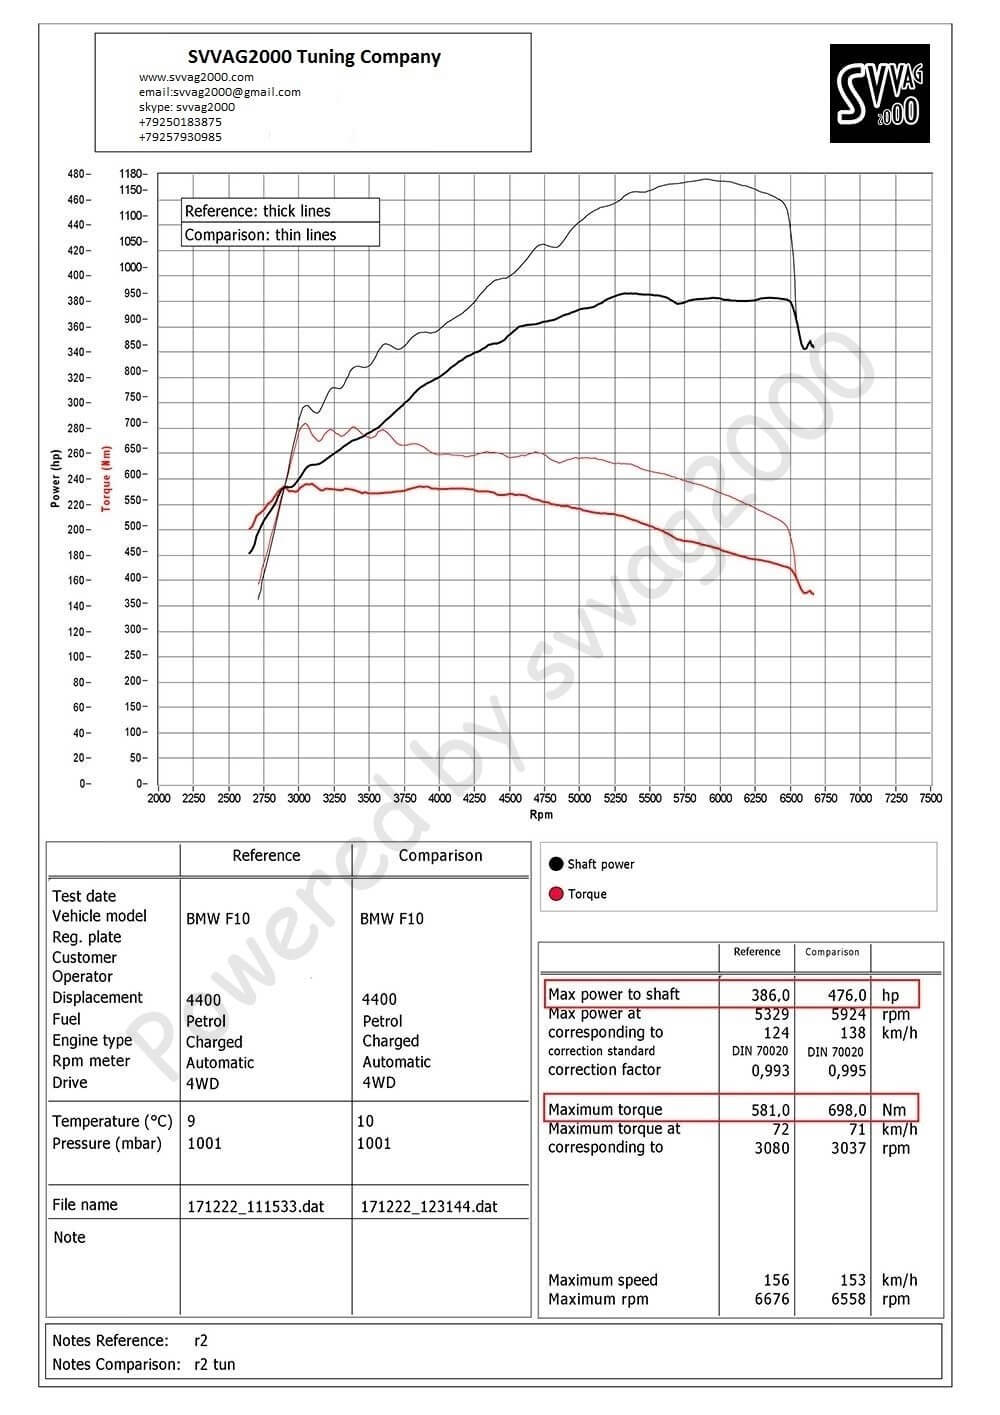 SVVAG2000 Tuning Company
www.svvag2000.com
email:svvag2000@gmail.com
skype: svvag2000
+79250183875
+79257930985
SVVAG
2000
Reference: thick lines
Comparison: thin lines
Power (hp)
480
460
440
420
400
380
360
340
320
300
280
260
240
220
200
180
160
140
120
100
80
60
40
20
0
Torque (Nm)
1180
1150
1100
1050
1000
950
900
850
800
750
700
650
600
550
500
450
400
350
300
250
200
150
100
50
0
2000 2250 2500 2750 3000 3250 3500 3750 4000 4250 4500 4750 5000 5250 5500 5750 6000 6250 6500 6750 7000 7250 7500
Rpm
Powered by svvag2000
Reference Comparison
Test date
Vehicle model BMW F10 BMW F10
Reg. plate
Customer
Operator
Displacement 4400 4400
Fuel Petrol Petrol
Engine type Charged Charged
Rpm meter Automatic Automatic
Drive 4WD 4WD
Temperature (°C) 9 10
Pressure (mbar) 1001 1001
File name 171222_111533.dat 171222_123144.dat
Note
Shaft power
Torque
Reference Comparison
Max power to shaft 386,0 476,0 hp
Max power at 5329 5924 rpm
corresponding to 124 138 km/h
correction standard DIN 70020 DIN 70020
correction factor 0,993 0,995
Maximum torque 581,0 698,0 Nm
Maximum torque at 72 71 km/h
corresponding to 3080 3037 rpm
Maximum speed 156 153 km/h
Maximum rpm 6676 6558 rpm
Notes Reference: r2
Notes Comparison: r2 tun